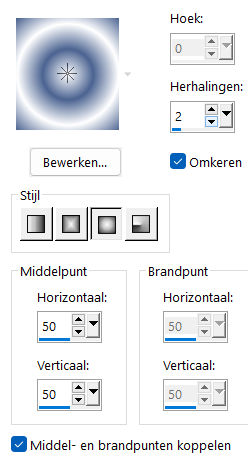 Hoek:
0
Herhalingen:
2
Bewerken...
Omkeren
Stijl
Middelpunt
Horizontaal:
50
Verticaal:
50
Brandpunt
Horizontaal:
50
Verticaal:
50
Middel- en brandpunten koppelen